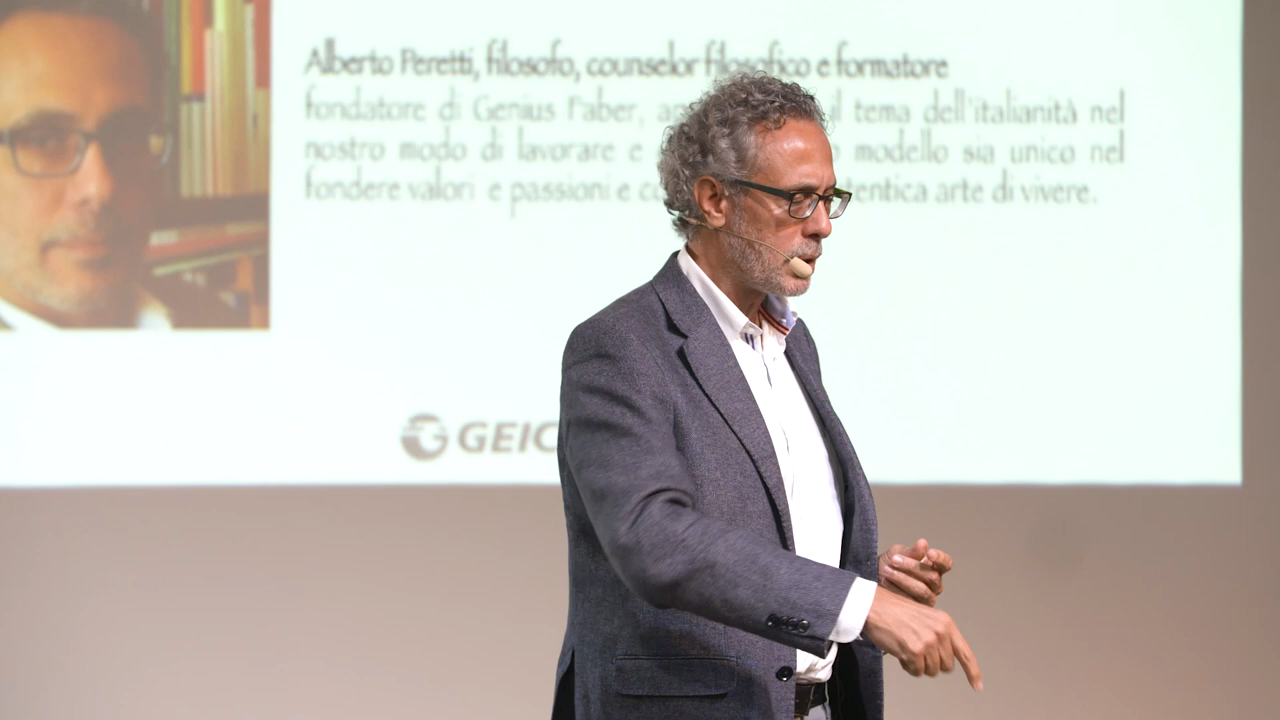 Alberto Peretti, filosofo, counselor filosofico e formatore
fondatore di Genius Faber, il tema dell'italianità nel
nostro modo di lavorare e modello sia unico nel
fondere valori e passioni e arte di vivere.
GEIC